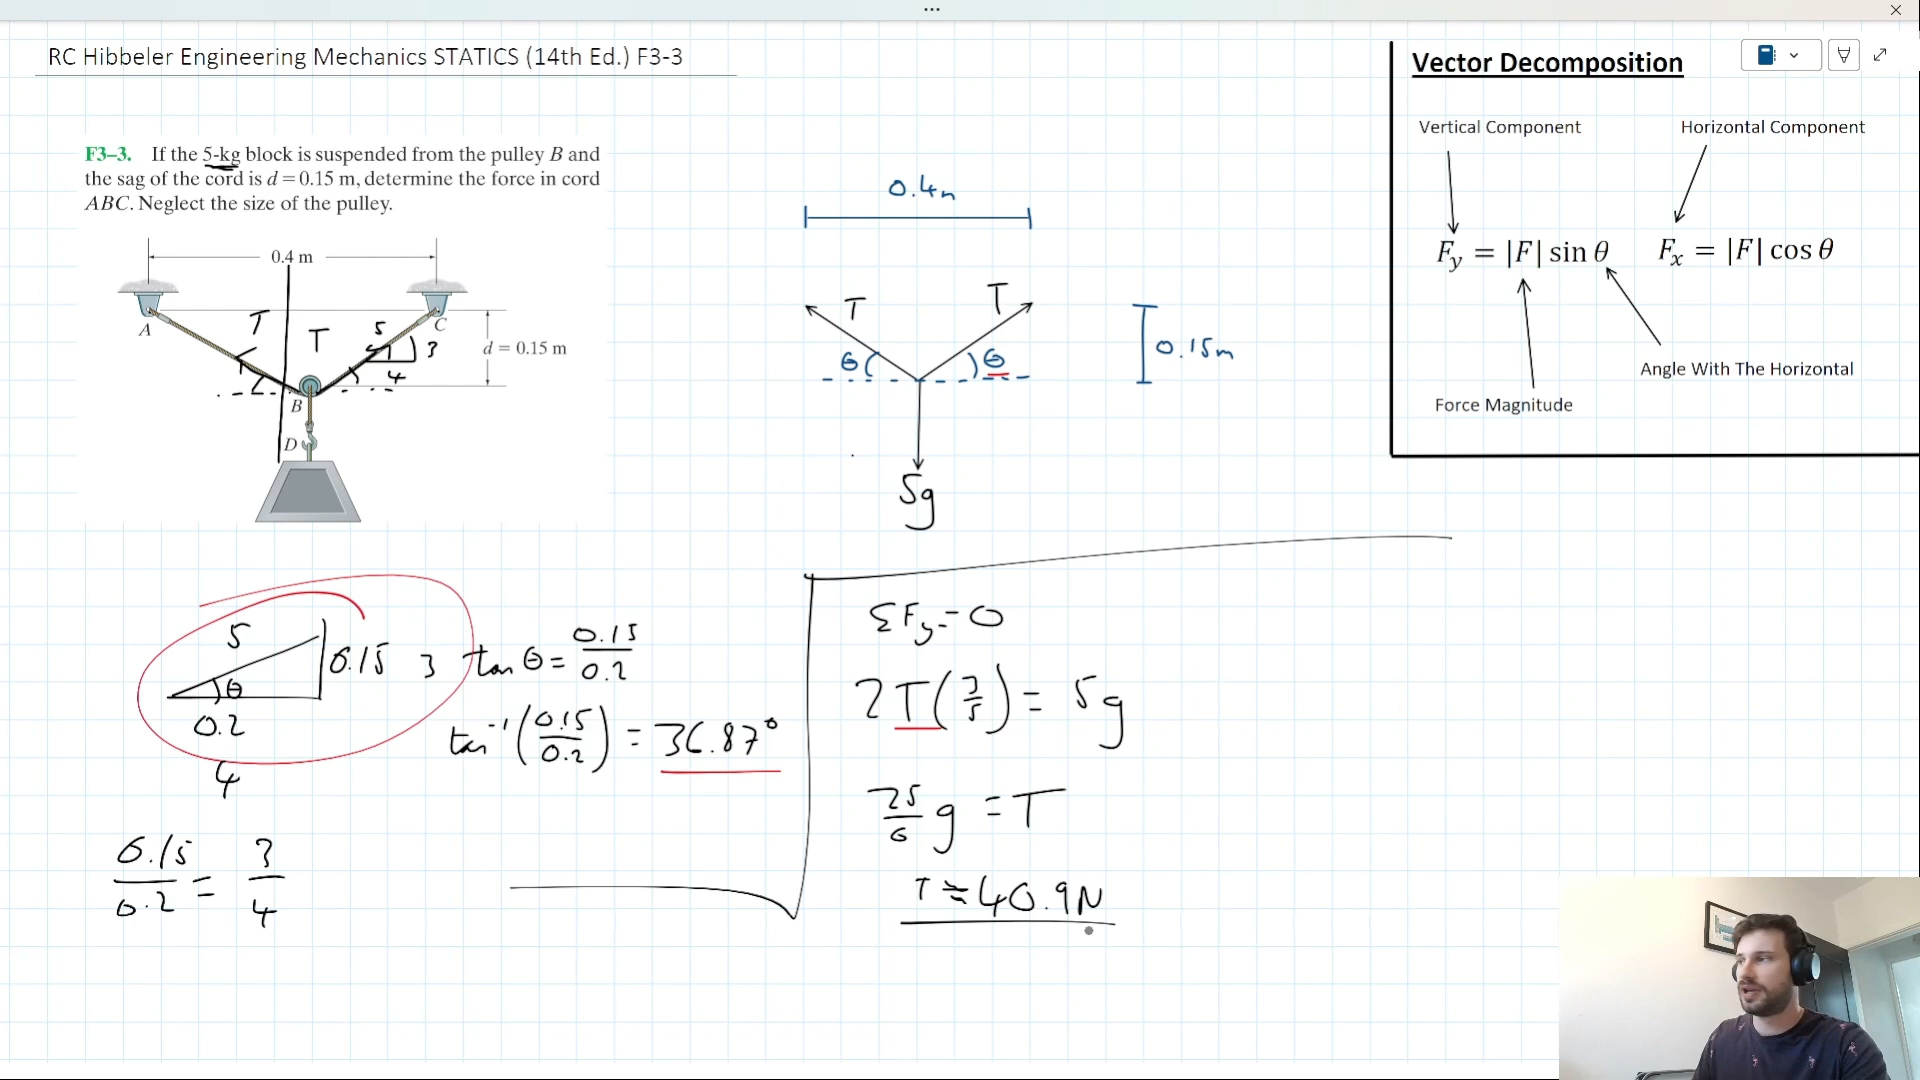 RC Hibbeler Engineering Mechanics STATICS (14th Ed.) F3-3
F3–3. If the 5-kg block is suspended from the pulley B and
the sag of the cord is d = 0.15 m, determine the force in cord
ABC. Neglect the size of the pulley.
0.4 m
A
T
T
5
3
4
C
d = 0.15 m
B
D
0.4m
T
T
θ
θ
0.15m
5g
Vector Decomposition
Vertical Component
Horizontal Component
F_y = |F| sin θ
F_x = |F| cos θ
Angle With The Horizontal
Force Magnitude
5
0.15 3
θ
0.2
4
tan θ = 0.15/0.2
tan⁻¹(0.15/0.2) = 36.87°
0.15/0.2 = 3/4
ΣFy = 0
2T(3/5) = 5g
25/6 g = T
T ≈ 40.9N